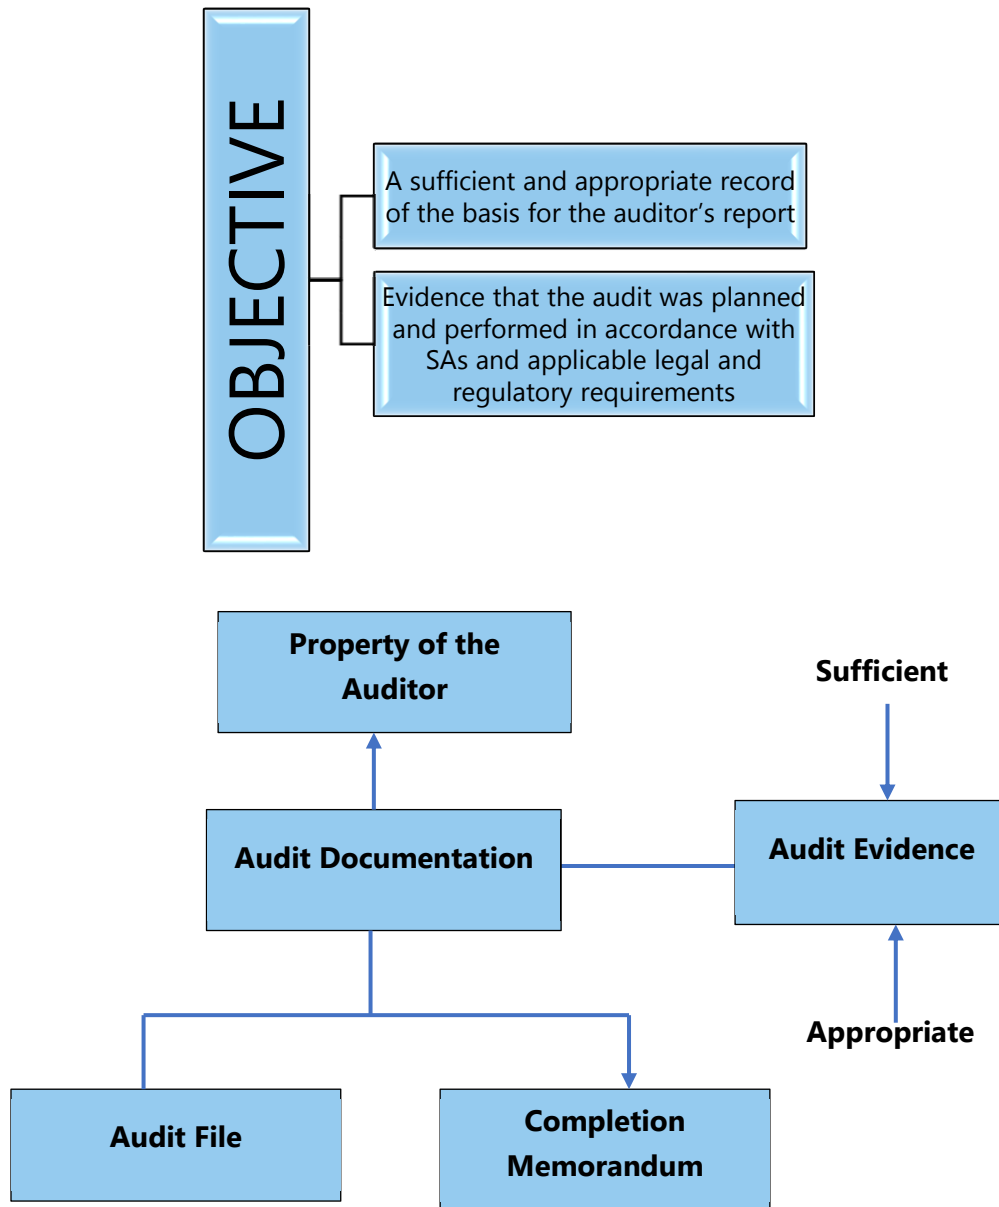 OBJECTIVE
A sufficient and appropriate record
of the basis for the auditor’s report
Evidence that the audit was planned
and performed in accordance with
SAs and applicable legal and
regulatory requirements
Property of the
Auditor
Sufficient
Audit Documentation
Audit Evidence
Appropriate
Audit File
Completion
Memorandum